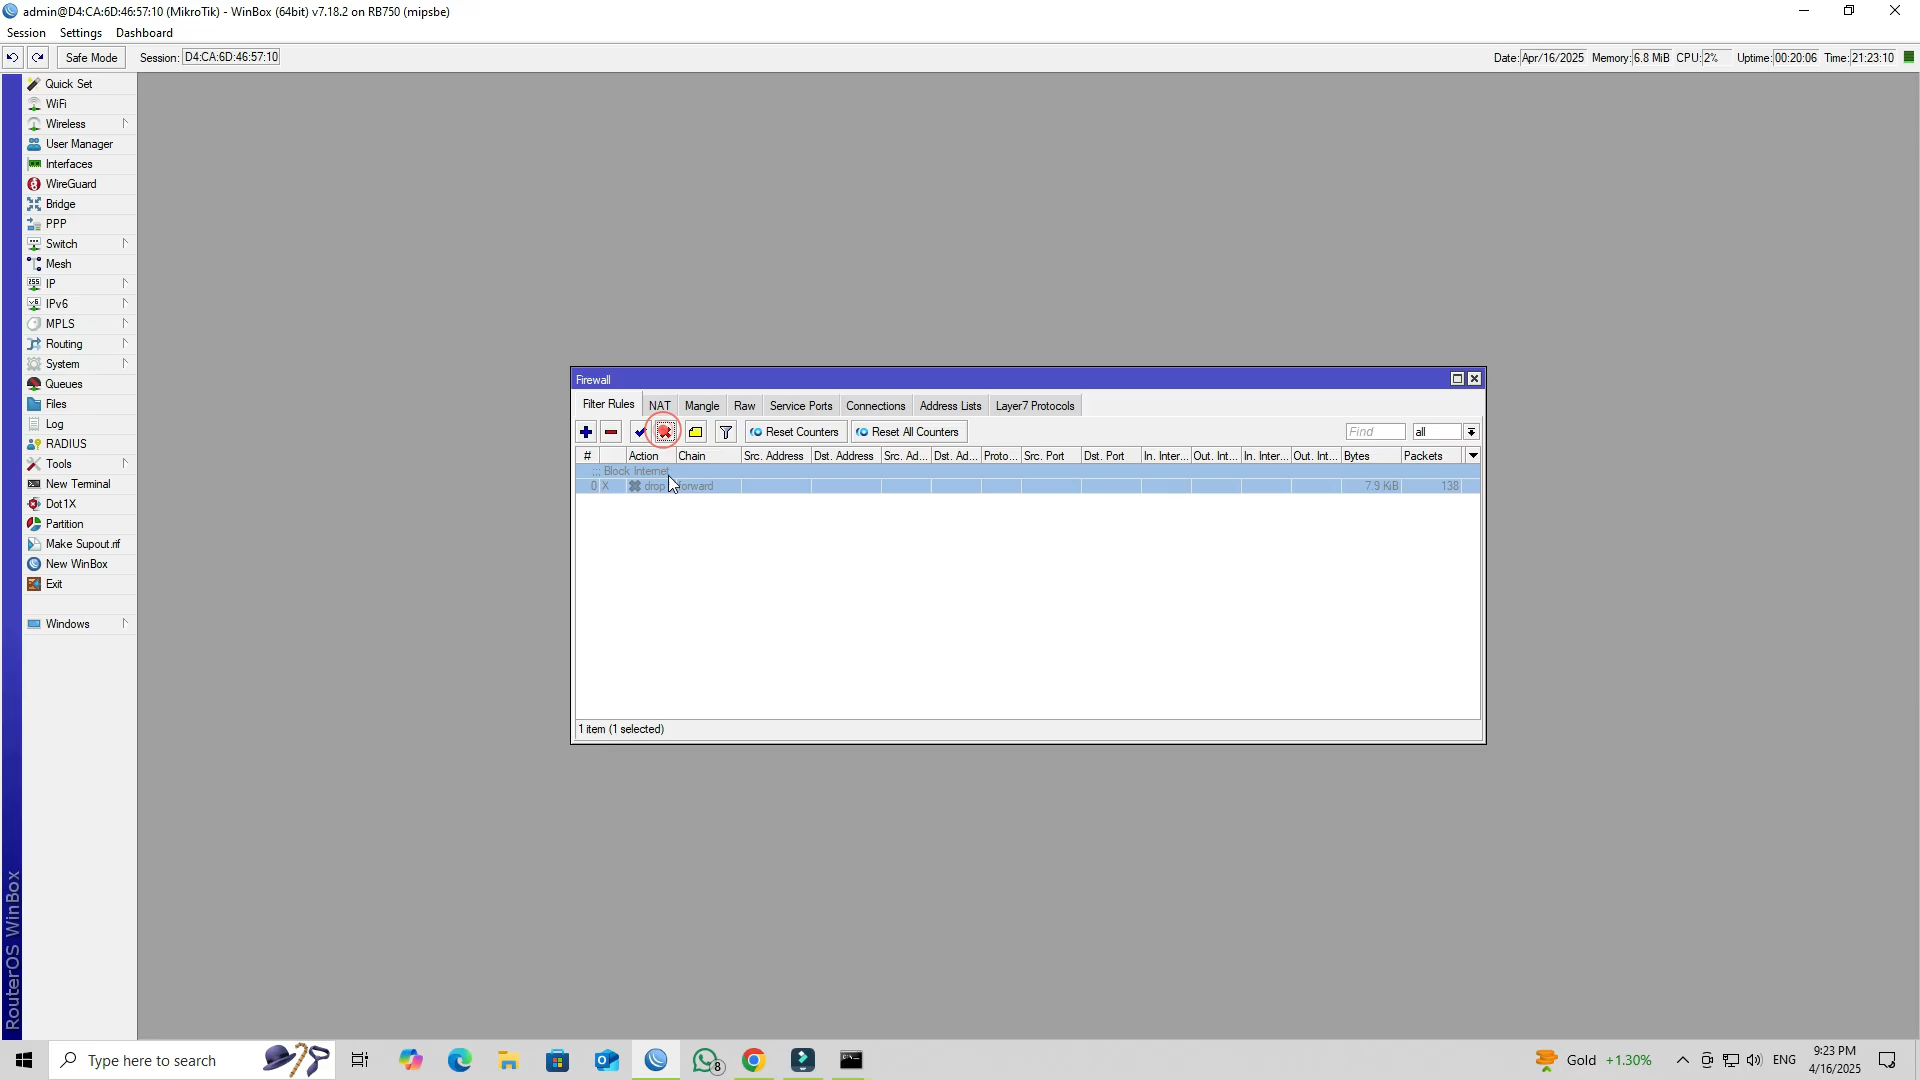 admin@D4:CA:6D:46:57:10 (MikroTik) - WinBox (64bit) v7.18.2 on RB750 (mipsbe)
Session Settings Dashboard
Safe Mode Session: D4:CA:6D:46:57:10 Date: Apr/16/2025 Memory: 6.8 MiB CPU: 2% Uptime: 00:20:06 Time: 21:23:10
Quick Set
WiFi
Wireless
User Manager
Interfaces
WireGuard
Bridge
PPP
Switch
Mesh
IP
IPv6
MPLS
Routing
System
Queues
Files
Log
RADIUS
Tools
New Terminal
Dot1X
Partition
Make Supout.rif
New WinBox
Exit
Windows
RouterOS WinBox
Firewall
Filter Rules NAT Mangle Raw Service Ports Connections Address Lists Layer7 Protocols
Reset Counters Reset All Counters Find all
# Action Chain Src. Address Dst. Address Src. Ad... Dst. Ad... Proto... Src. Port Dst. Port In. Inter... Out. Int... In. Inter... Out. Int... Bytes Packets
;;; Block Internet
0 X drop forward 7.9 KiB 138
1 item (1 selected)
Type here to search
8
Gold +1.30%
ENG
9:23 PM
4/16/2025